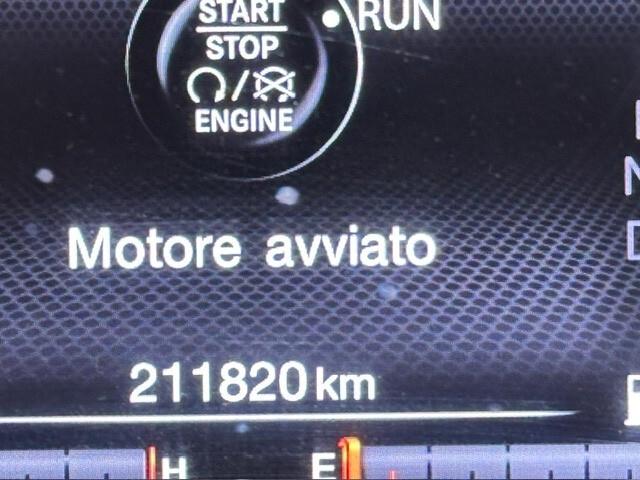 START
RUN
STOP
/
ENGINE
N
Motore avviato
D
211820 km
H E